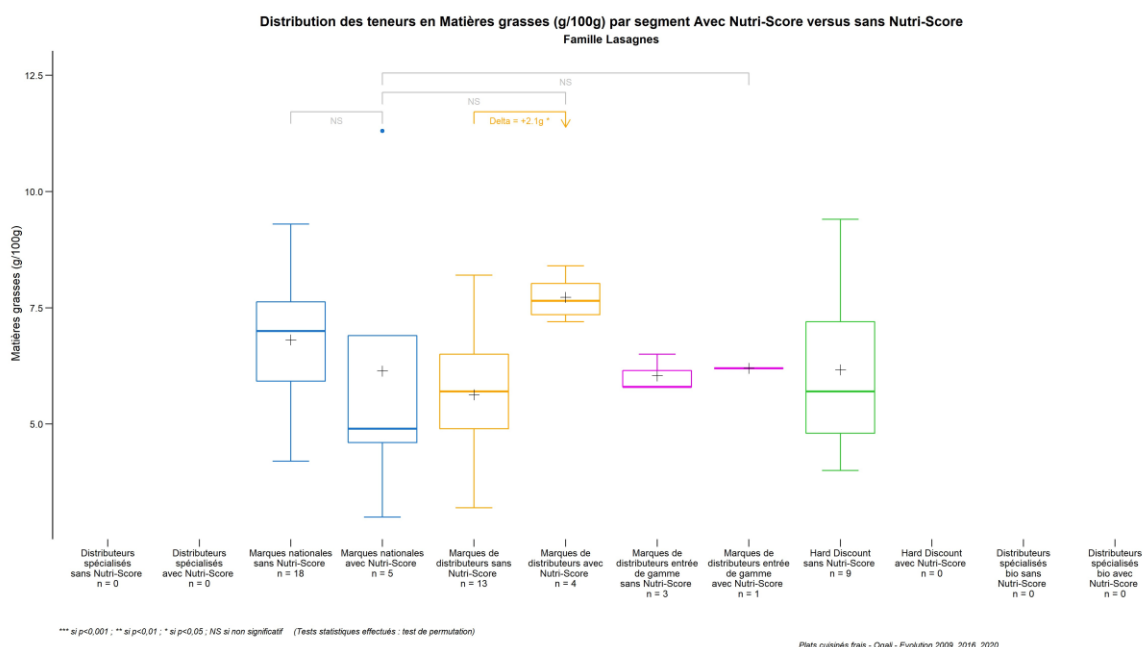 Distribution des teneurs en Matières grasses (g/100g) par segment Avec Nutri-Score versus sans Nutri-Score
Famille Lasagnes
Matières grasses (g/100g)
12.5
10.0
7.5
5.0
NS
NS
NS
Delta = +2.1g *
Distributeurs
spécialisés
sans Nutri-Score
n = 0
Distributeurs
spécialisés
avec Nutri-Score
n = 0
Marques nationales
sans Nutri-Score
n = 18
Marques nationales
avec Nutri-Score
n = 5
Marques de
distributeurs sans
Nutri-Score
n = 13
Marques de
distributeurs avec
Nutri-Score
n = 4
Marques de
distributeurs entrée
de gamme
sans Nutri-Score
n = 3
Marques de
distributeurs entrée
de gamme
avec Nutri-Score
n = 1
Hard Discount
sans Nutri-Score
n = 9
Hard Discount
avec Nutri-Score
n = 0
Distributeurs
spécialisés
bio sans
Nutri-Score
n = 0
Distributeurs
spécialisés
bio avec
Nutri-Score
n = 0
*** si p<0,001 ; ** si p<0,01 ; * si p<0,05 ; NS si non significatif (Tests statistiques effectués : test de permutation)
Plats cuisinés frais - Oqali - Evolution 2009, 2016, 2020